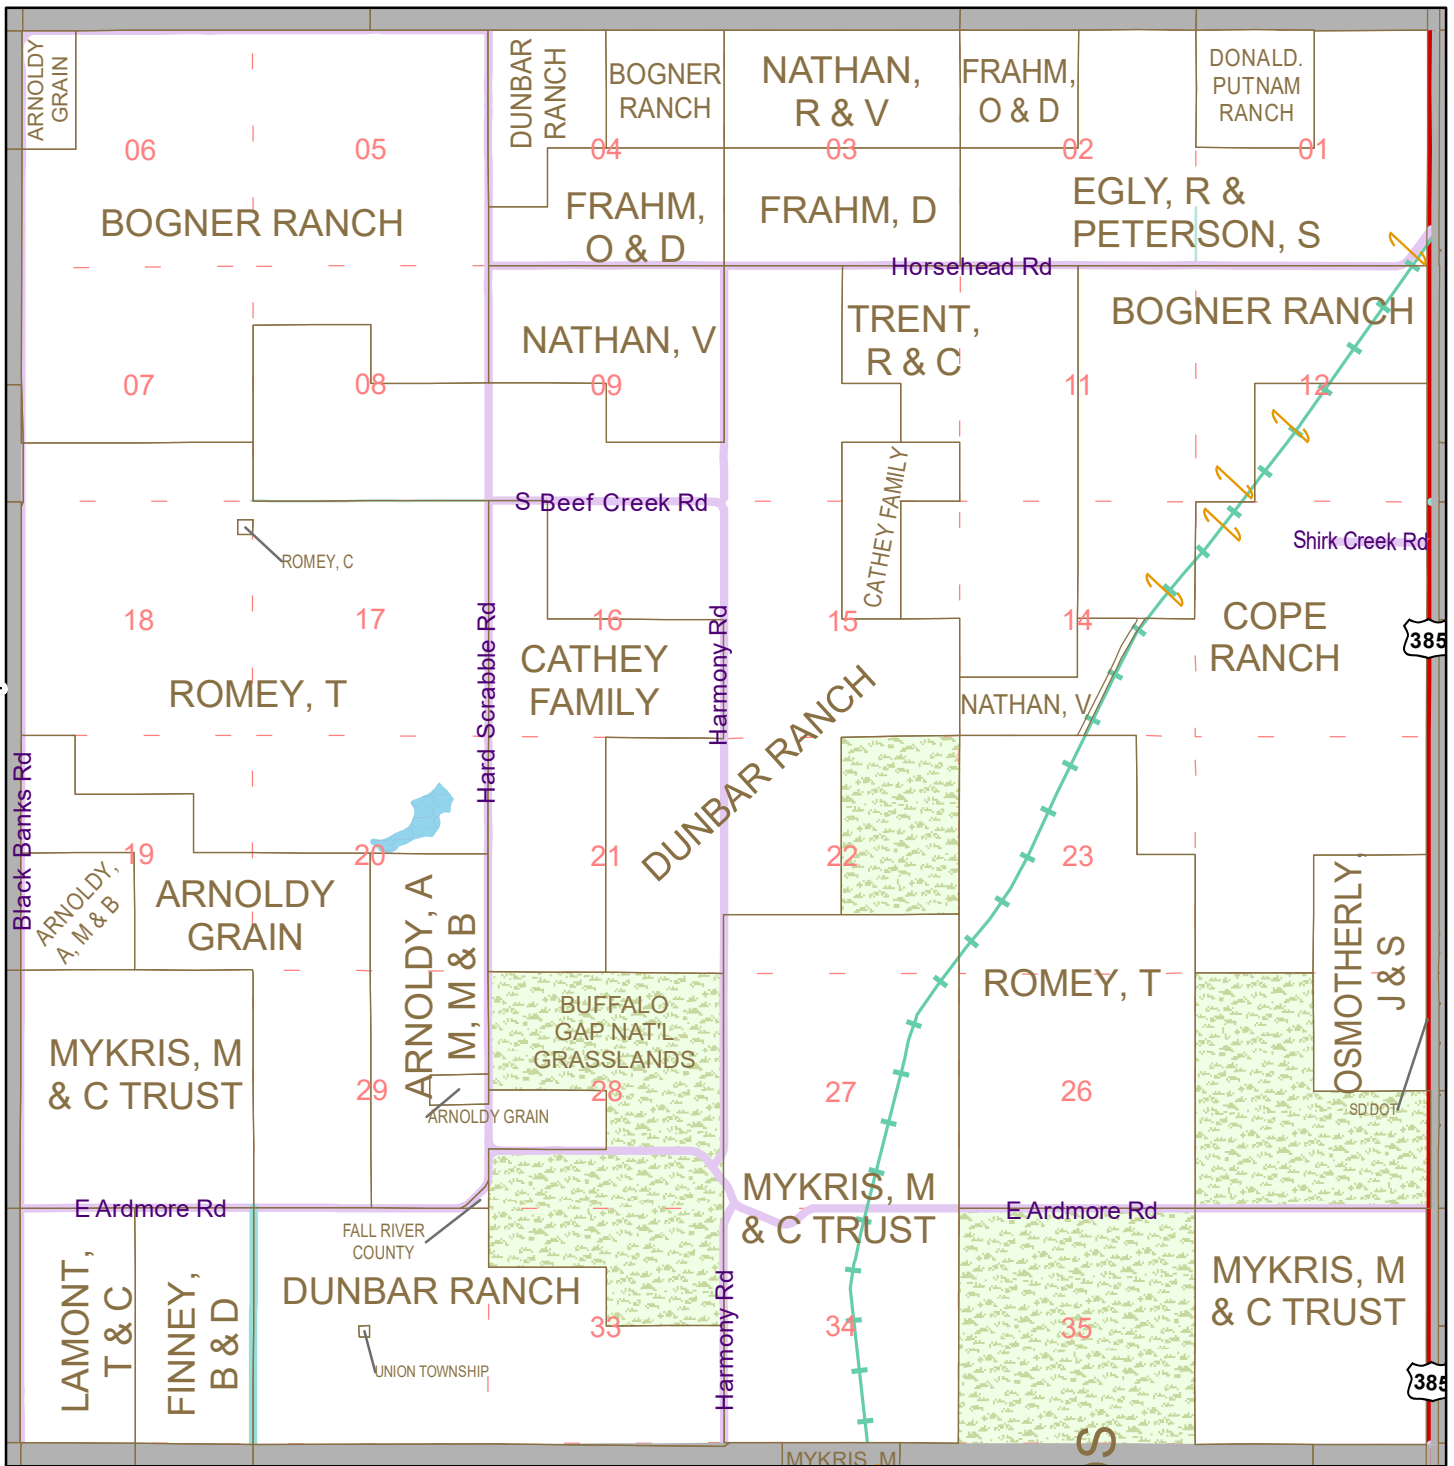 ARNOLDY
GRAIN
DUNBAR
RANCH
BOGNER
RANCH
NATHAN,
R & V
FRAHM,
O & D
DONALD.
PUTNAM
RANCH
06
05
04
03
02
01
BOGNER RANCH
FRAHM,
O & D
FRAHM, D
EGLY, R &
PETERSON, S
Horsehead Rd
NATHAN, V
TRENT,
R & C
BOGNER RANCH
07
08
09
11
12
S Beef Creek Rd
CATHEY FAMILY
Shirk Creek Rd
ROMEY, C
18
17
16
15
14
Hard Scrabble Rd
Harmony Rd
COPE
RANCH
385
CATHEY
FAMILY
ROMEY, T
DUNBAR RANCH
NATHAN, V
Black Banks Rd
19
20
21
22
23
ARNOLDY,
A, M & B
ARNOLDY
GRAIN
ARNOLDY, A
M, M & B
OSMOTHERLY,
J & S
ROMEY, T
BUFFALO
GAP NAT'L
GRASSLANDS
MYKRIS, M
& C TRUST
29
28
27
26
ARNOLDY GRAIN
SD DOT
MYKRIS, M
& C TRUST
E Ardmore Rd
E Ardmore Rd
FALL RIVER
COUNTY
LAMONT,
T & C
FINNEY,
B & D
DUNBAR RANCH
Harmony Rd
MYKRIS, M
& C TRUST
33
34
35
UNION TOWNSHIP
385
MYKRIS, M